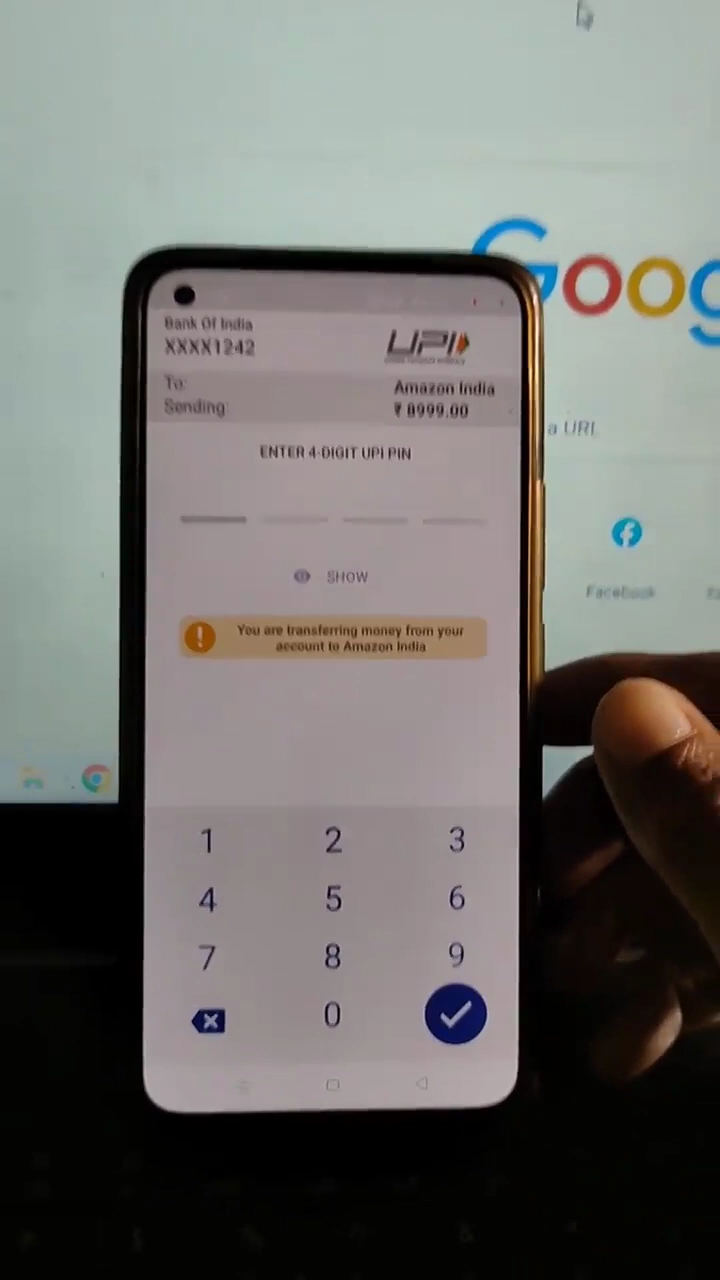 Google
a URL
Facebook
Bank Of India
XXXX1242
UPI
To:
Amazon India
Sending:
₹ 8999.00
ENTER 4-DIGIT UPI PIN
SHOW
You are transferring money from your
account to Amazon India
1 2 3
4 5 6
7 8 9
0